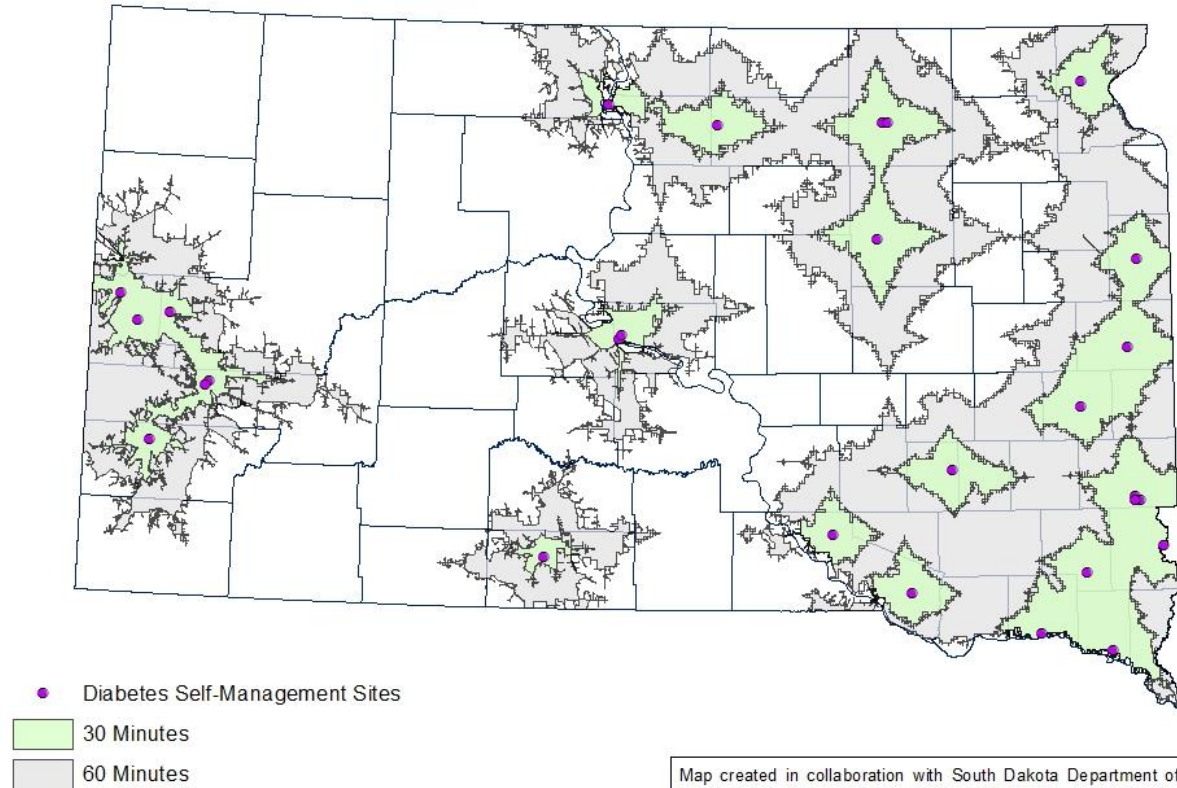 Diabetes Self-Management Sites
30 Minutes
60 Minutes
Map created in collaboration with South Dakota Department of